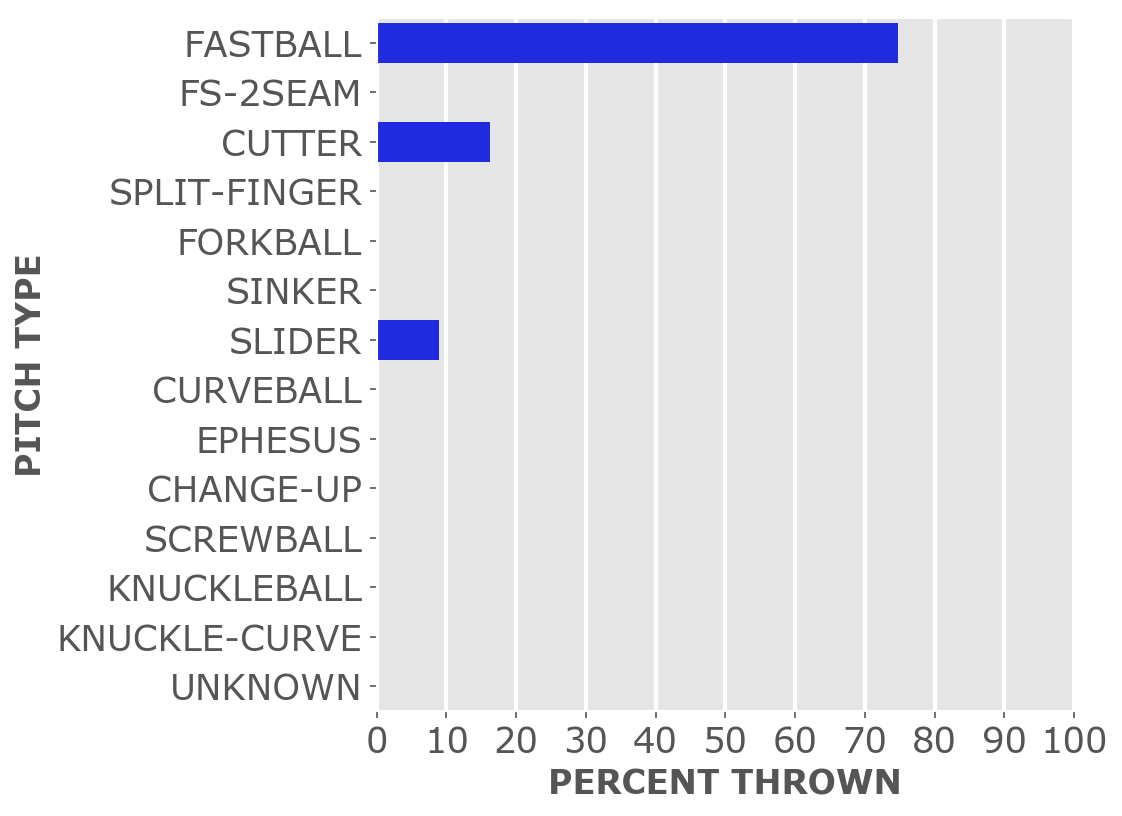 FASTBALL
FS-2SEAM
CUTTER
SPLIT-FINGER
FORKBALL
SINKER
SLIDER
CURVEBALL
EPHESUS
CHANGE-UP
SCREWBALL
KNUCKLEBALL
KNUCKLE-CURVE
UNKNOWN
PITCH TYPE
0 10 20 30 40 50 60 70 80 90 100
PERCENT THROWN